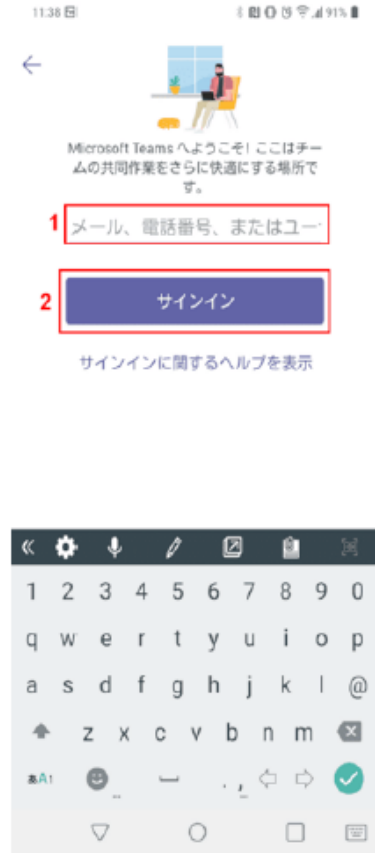 11:38
91%
Microsoft Teams へようこそ! ここはチー
ムの共同作業をさらに快適にする場所で
す。
1 メール、電話番号、またはユー
2 サインイン
サインインに関するヘルプを表示
1 2 3 4 5 6 7 8 9 0
q w e r t y u i o p
a s d f g h j k l @
z x c v b n m
あA1
. ,